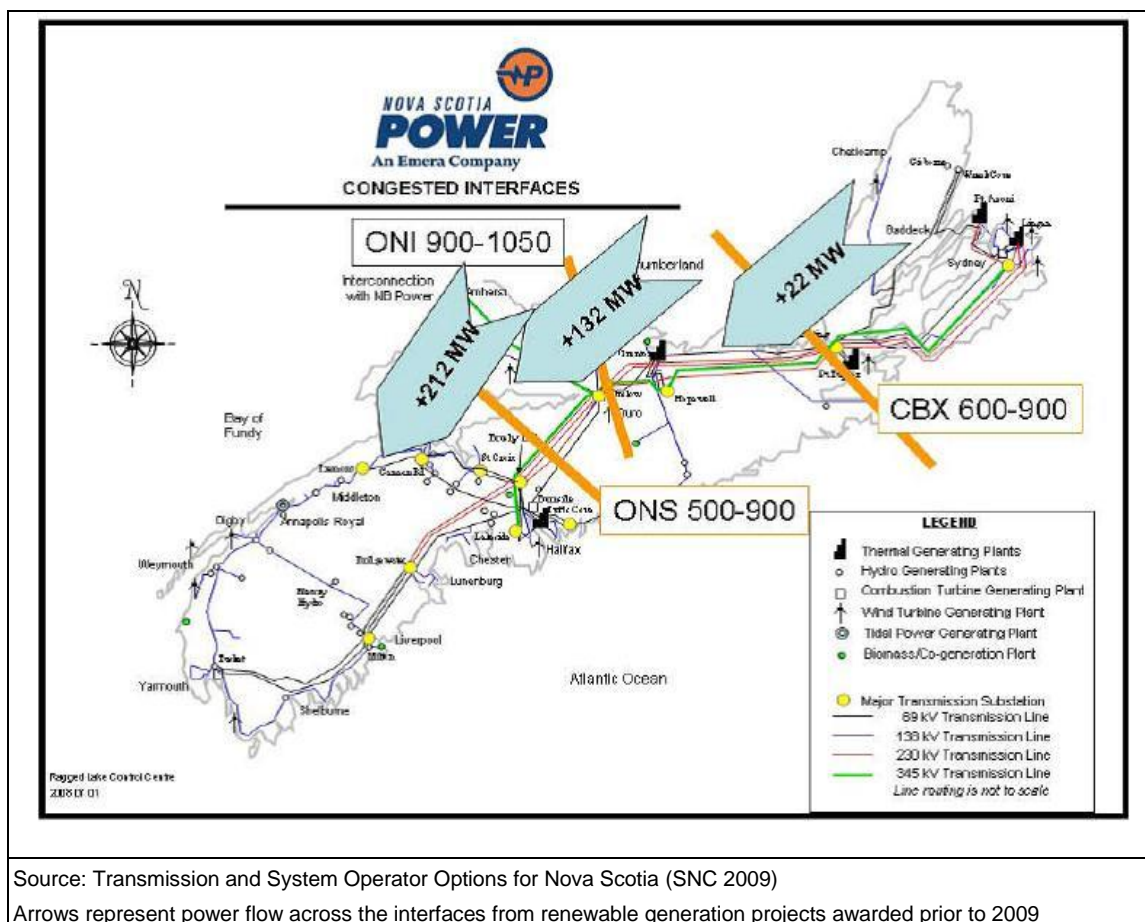 NP
NOVA SCOTIA
POWER
An Emera Company
CONGESTED INTERFACES
ONI 900-1050
Interconnection
with NB Power
Amherst
umberland
Cheticamp
Baddeck
Sydney
N
+212 MW
+132 MW
+22 MW
CBX 600-900
Bay of
Fundy
ONS 500-900
Middleton
Annapolis Royal
Digby
Weymouth
Chester
Halifax
Lunenburg
Liverpool
Milton
Yarmouth
Shelburne
Atlantic Ocean
LEGEND
Thermal Generating Plants
Hydro Generating Plants
Combustion Turbine Generating Plant
Wind Turbine Generating Plant
Tidal Power Generating Plant
Biomass/Co-generation Plant
Major Transmission Substation
69 kV Transmission Line
138 kV Transmission Line
230 kV Transmission Line
345 kV Transmission Line
Line routing is not to scale
Ragged Lake Control Centre
Source: Transmission and System Operator Options for Nova Scotia (SNC 2009)
Arrows represent power flow across the interfaces from renewable generation projects awarded prior to 2009